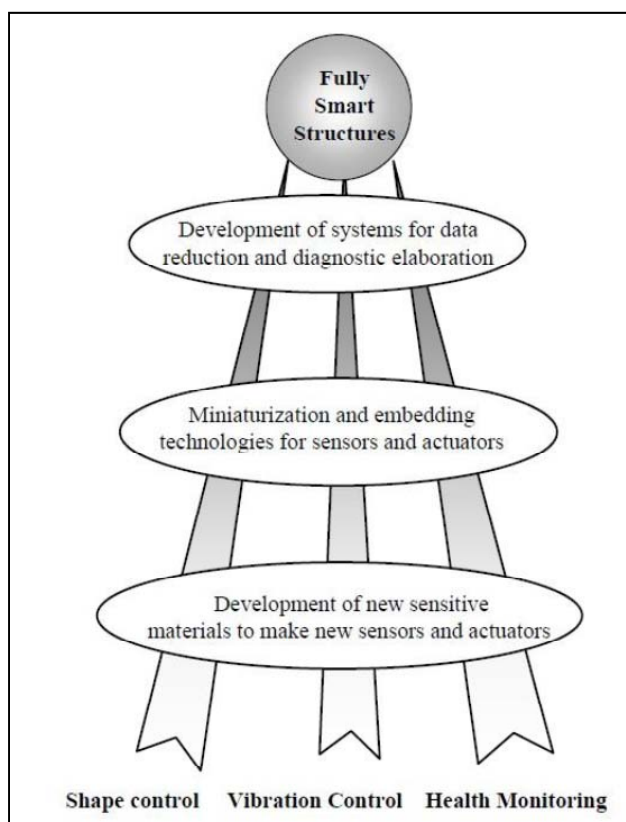 Fully
Smart
Structures
Development of systems for data
reduction and diagnostic elaboration
Miniaturization and embedding
technologies for sensors and actuators
Development of new sensitive
materials to make new sensors and actuators
Shape control Vibration Control Health Monitoring